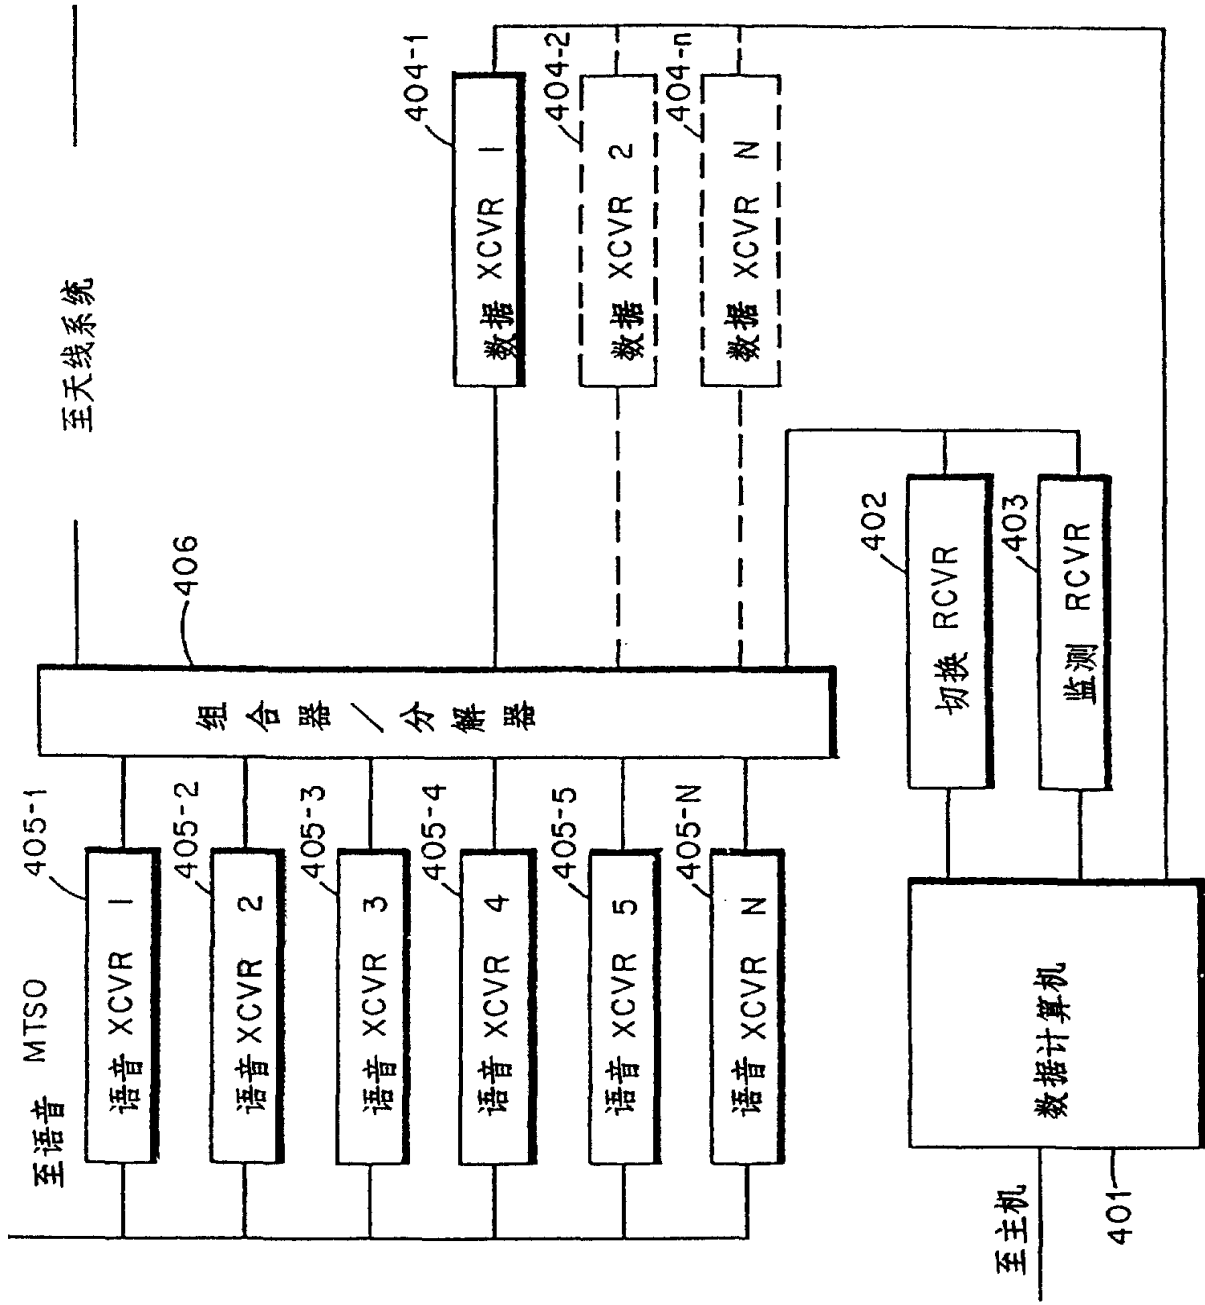 至语音 MTSO
405-1
语音 XCVR 1
405-2
语音 XCVR 2
405-3
语音 XCVR 3
405-4
语音 XCVR 4
405-5
语音 XCVR 5
405-N
语音 XCVR N
406
组合器/分解器
至天线系统
404-1
数据 XCVR 1
404-2
数据 XCVR 2
404-n
数据 XCVR N
402
切换 RCVR
403
监测 RCVR
数据计算机
401
至主机